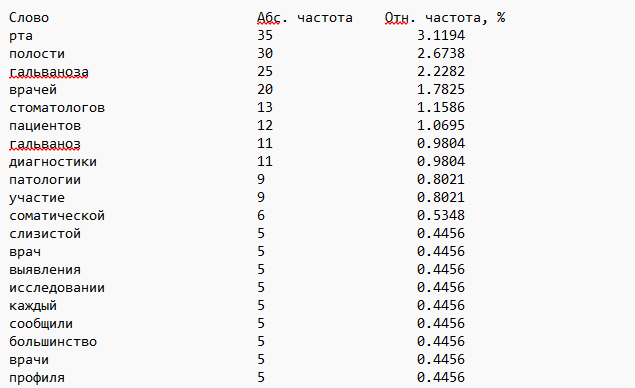 Слово Абс. частота Отн. частота, %
рта 35 3.1194
полости 30 2.6738
гальваноза 25 2.2282
врачей 20 1.7825
стоматологов 13 1.1586
пациентов 12 1.0695
гальваноз 11 0.9804
диагностики 11 0.9804
патологии 9 0.8021
участие 9 0.8021
соматической 6 0.5348
слизистой 5 0.4456
врач 5 0.4456
выявления 5 0.4456
исследовании 5 0.4456
каждый 5 0.4456
сообщили 5 0.4456
большинство 5 0.4456
врачи 5 0.4456
профиля 5 0.4456